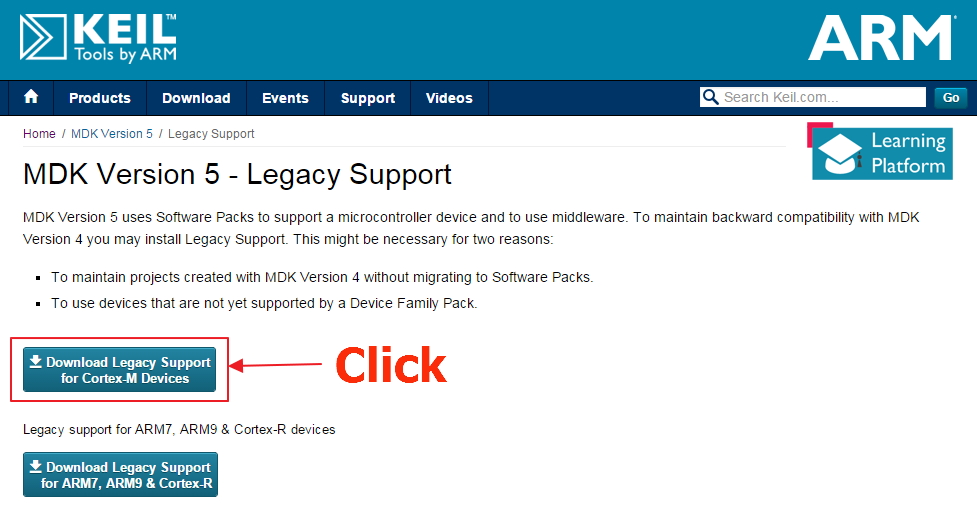 KEIL™
Tools by ARM
ARM®
Products Download Events Support Videos
Search Keil.com...
Go
Home / MDK Version 5 / Legacy Support
Learning
Platform
MDK Version 5 - Legacy Support
MDK Version 5 uses Software Packs to support a microcontroller device and to use middleware. To maintain backward compatibility with MDK
Version 4 you may install Legacy Support. This might be necessary for two reasons:
To maintain projects created with MDK Version 4 without migrating to Software Packs.
To use devices that are not yet supported by a Device Family Pack.
Download Legacy Support
for Cortex-M Devices
Click
Legacy support for ARM7, ARM9 & Cortex-R devices
Download Legacy Support
for ARM7, ARM9 & Cortex-R